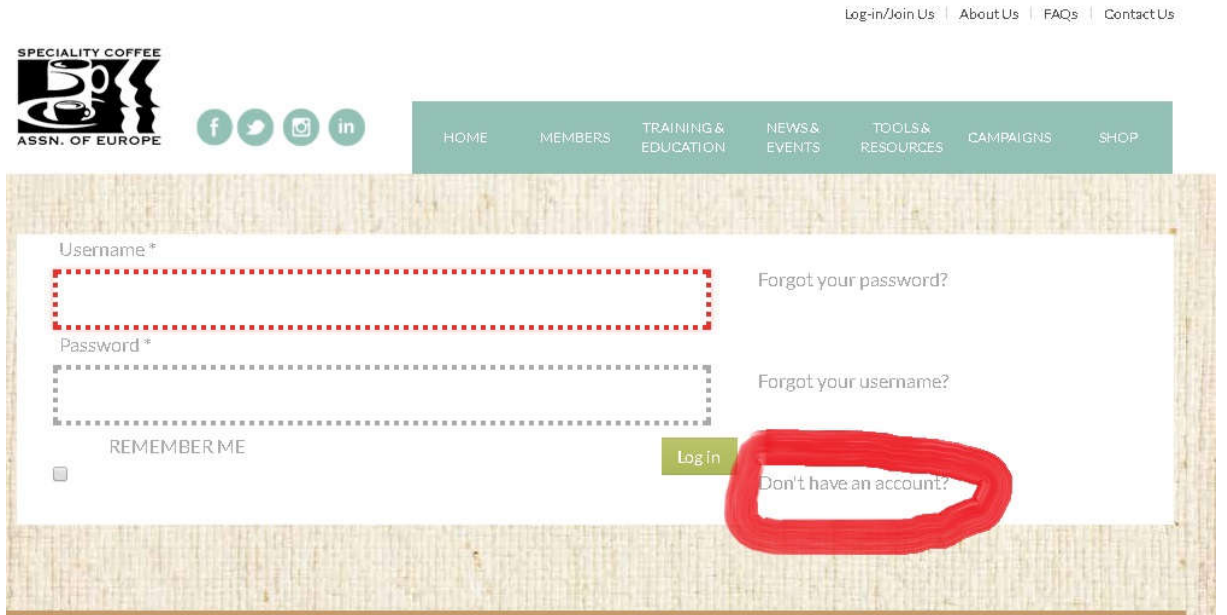 Log-in/Join Us | About Us | FAQs | Contact Us
SPECIALITY COFFEE
ASSN. OF EUROPE
f in
HOME MEMBERS TRAINING & EDUCATION NEWS & EVENTS TOOLS & RESOURCES CAMPAIGNS SHOP
Username *
Forgot your password?
Password *
Forgot your username?
REMEMBER ME
Log in
Don't have an account?